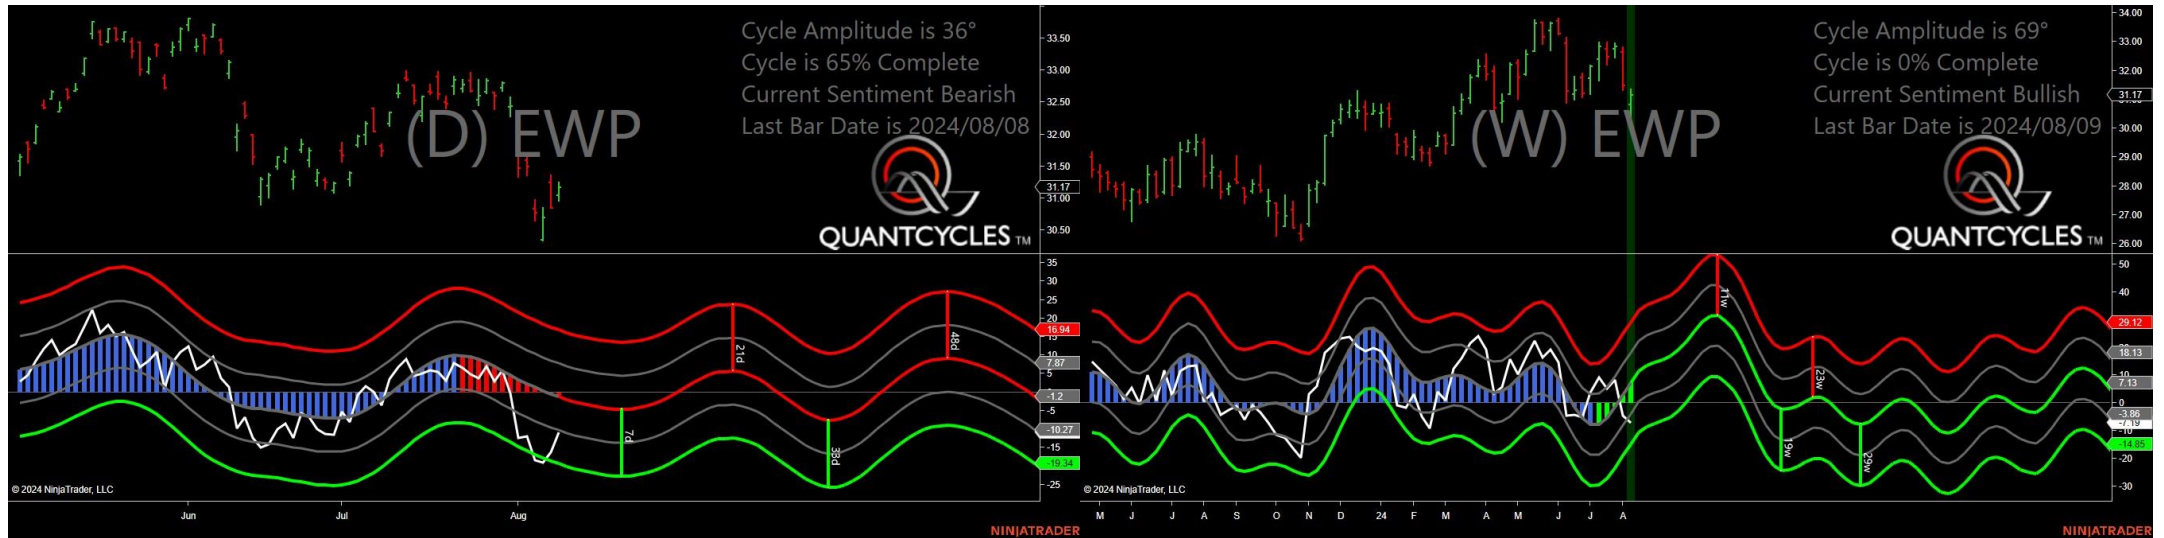 Cycle Amplitude is 36°
Cycle is 65% Complete
Current Sentiment Bearish
Last Bar Date is 2024/08/08
(D) EWP
QUANTCYCLES TM
33.50
33.00
32.50
32.00
31.50
31.17
31.00
30.50
35
30
25
20
16.94
10
7.87
5
-1.2
-5
-10.27
-15
-19.34
-25
21d
48d
7d
38d
© 2024 NinjaTrader, LLC
Jun
Jul
Aug
NINJATRADER
Cycle Amplitude is 69°
Cycle is 0% Complete
Current Sentiment Bullish
Last Bar Date is 2024/08/09
(W) EWP
QUANTCYCLES TM
34.00
33.00
32.00
31.17
30.00
29.00
28.00
27.00
26.00
50
40
29.12
18.13
10
7.13
0
-3.86
-7.19
-10
-14.85
-20
-30
11w
23w
19w
29w
© 2024 NinjaTrader, LLC
M J J A S O N D 24 F M A M J J A
NINJATRADER